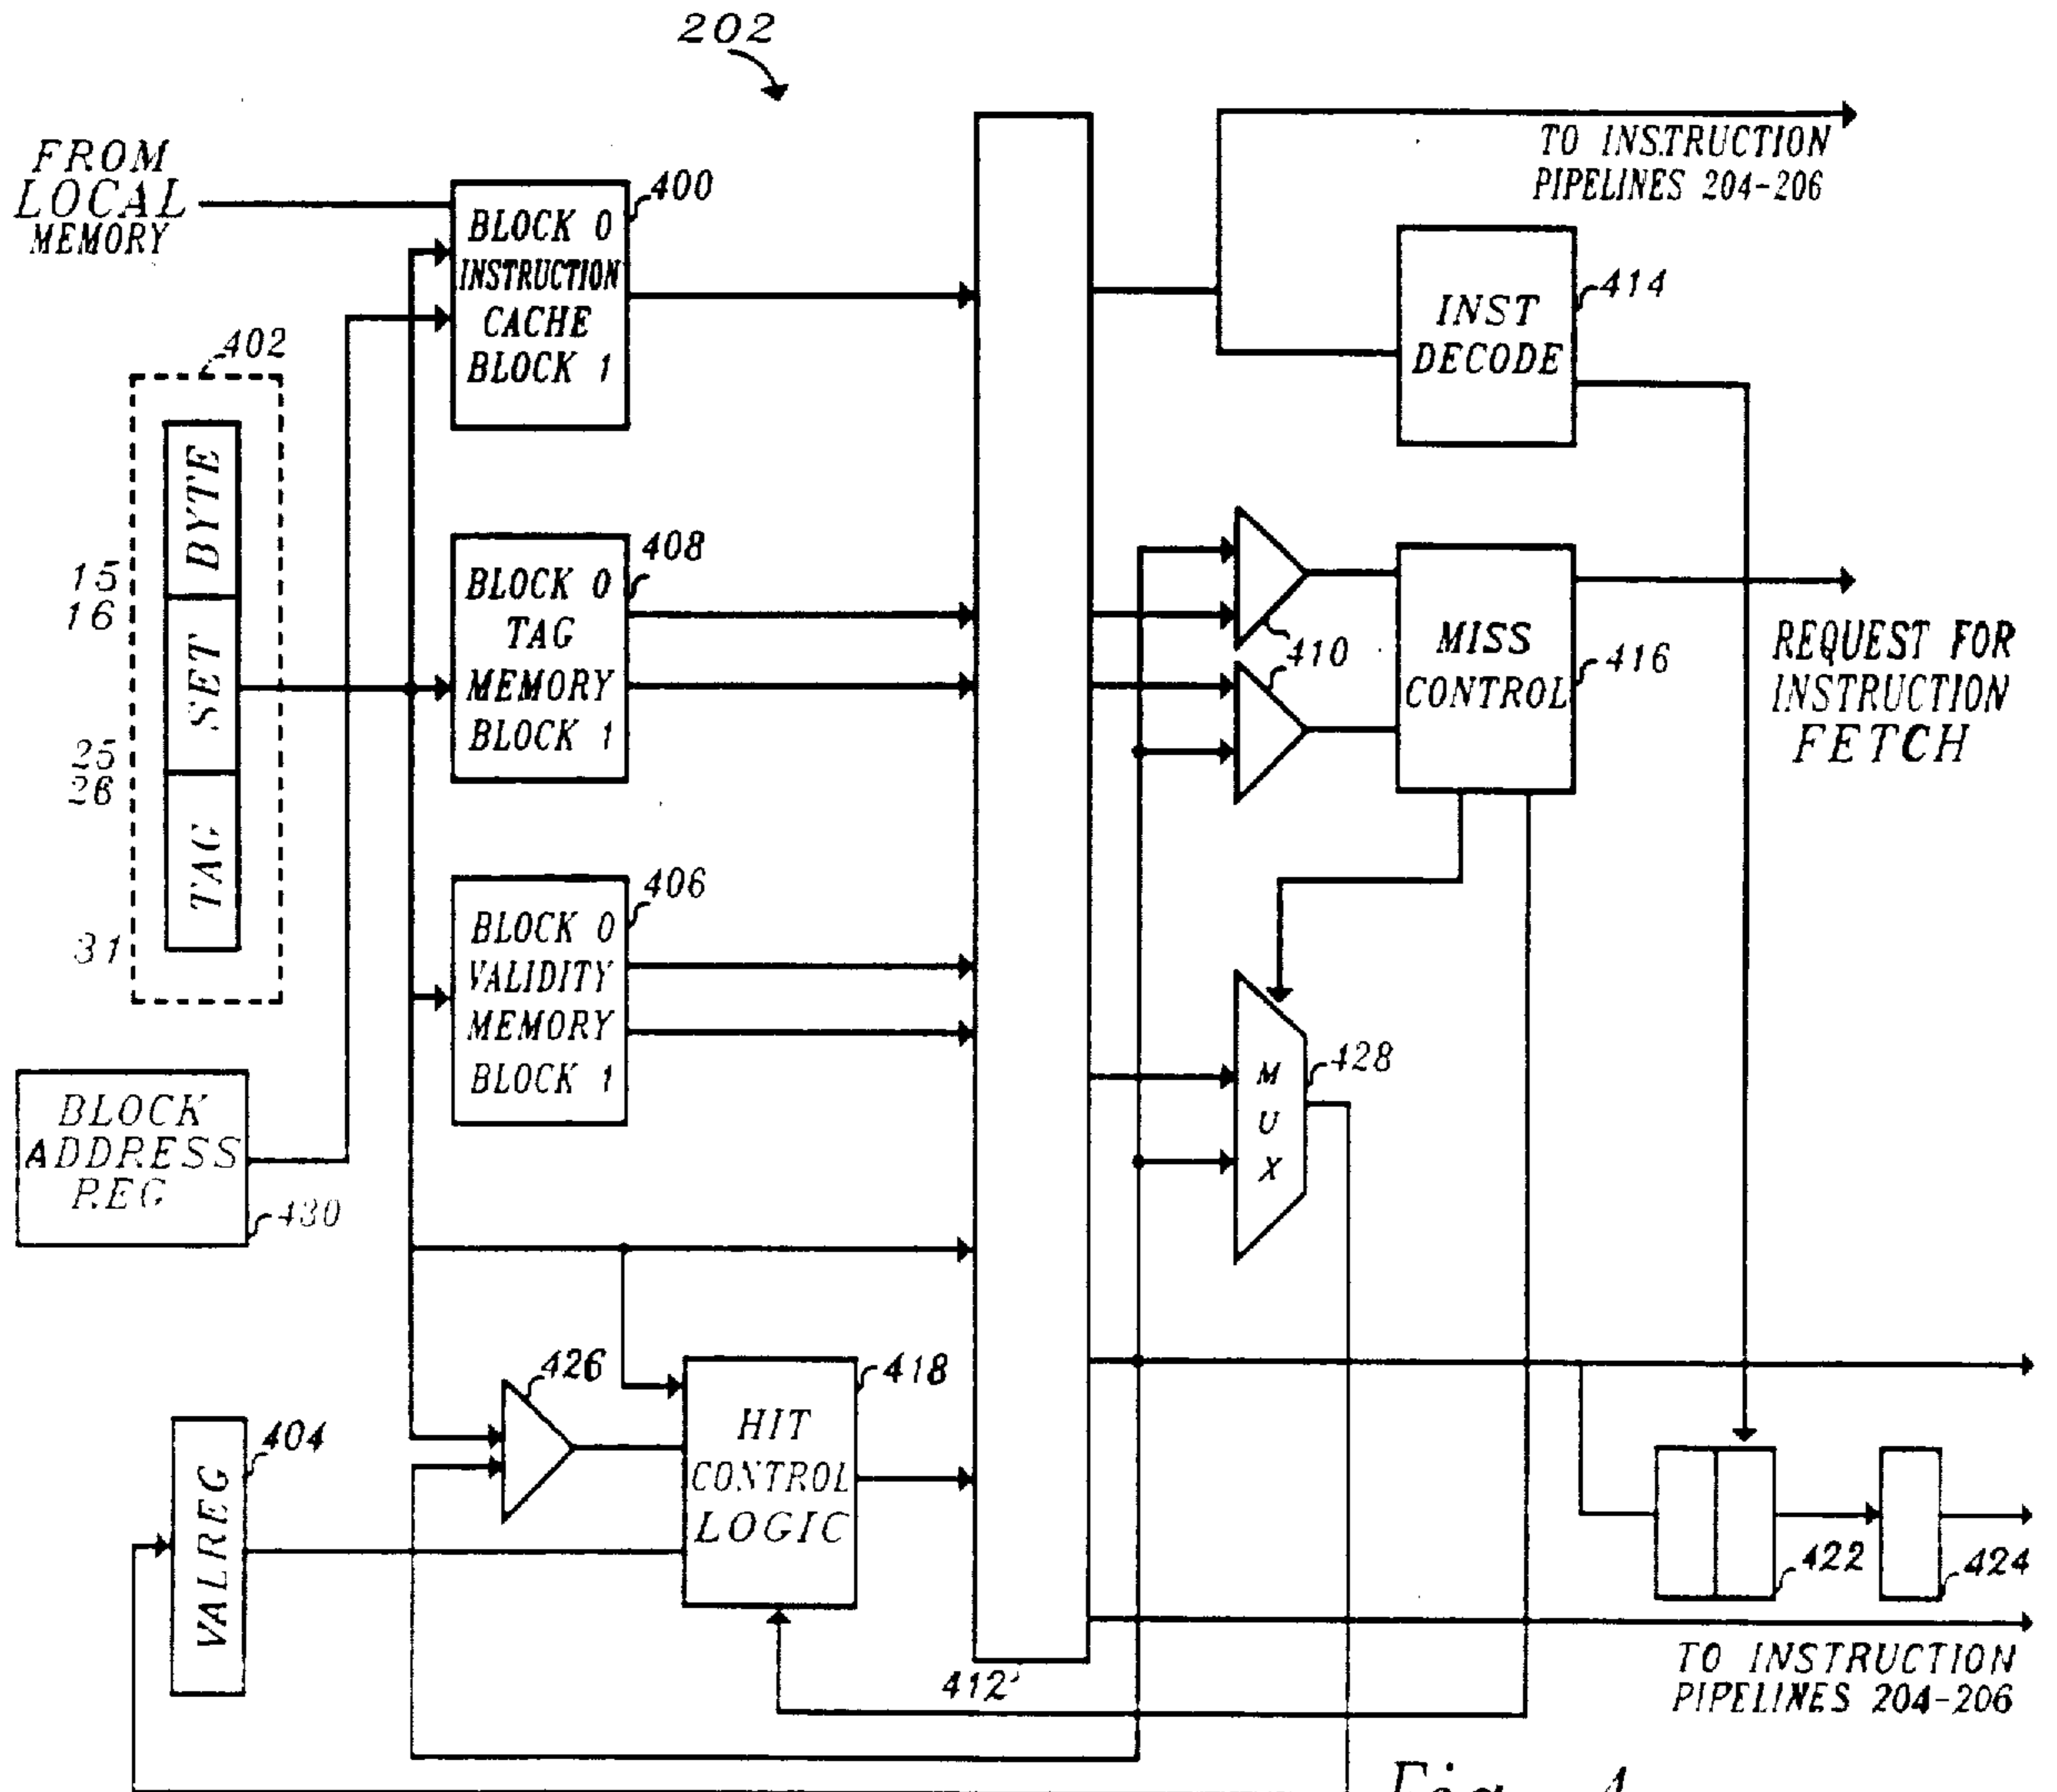 202
FROM
LOCAL
MEMORY
400
BLOCK 0
INSTRUCTION
CACHE
BLOCK 1
TO INSTRUCTION
PIPELINES 204-206
414
INST
DECODE
402
BYTE
SET
TAG
15
16
25
26
31
408
BLOCK 0
TAG
MEMORY
BLOCK 1
410
MISS
CONTROL
416
REQUEST FOR
INSTRUCTION
FETCH
406
BLOCK 0
VALIDITY
MEMORY
BLOCK 1
428
M
U
X
BLOCK
ADDRESS
REG
430
426
418
HIT
CONTROL
LOGIC
404
VALREG
422
424
412
TO INSTRUCTION
PIPELINES 204-206
Fig. 4